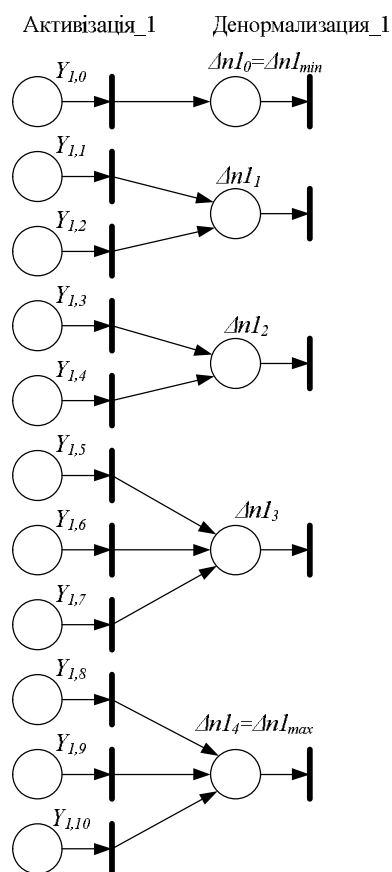 Активізація_1 Денормализация_1
Y1,0 Δn10=Δn1min
Y1,1
Δn11
Y1,2
Y1,3
Δn12
Y1,4
Y1,5
Δn13
Y1,6
Y1,7
Y1,8
Δn14=Δn1max
Y1,9
Y1,10